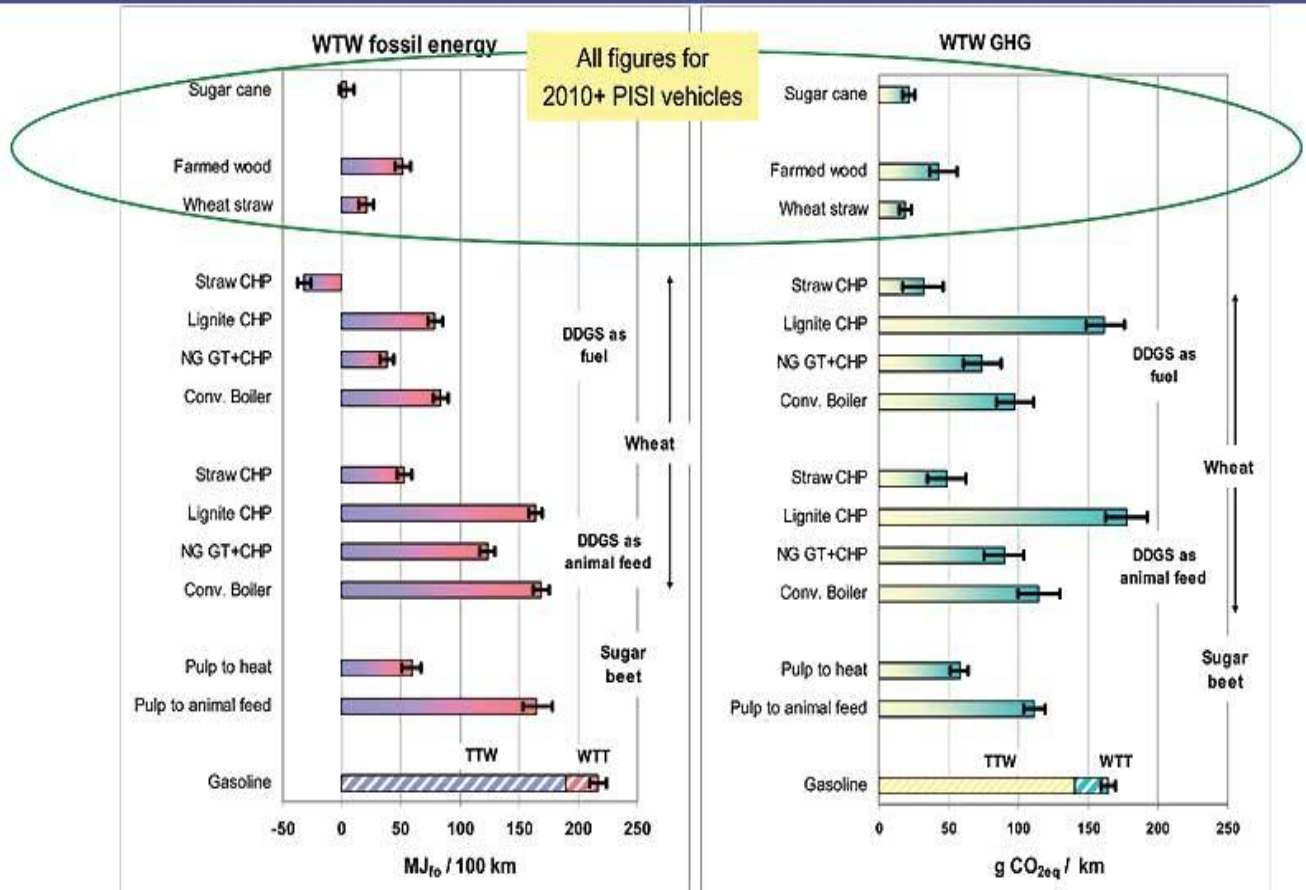 WTW fossil energy
All figures for
2010+ PISI vehicles
Sugar cane
Farmed wood
Wheat straw
Straw CHP
Lignite CHP
NG GT+CHP
Conv. Boiler
DDGS as
fuel
Wheat
Straw CHP
Lignite CHP
NG GT+CHP
Conv. Boiler
DDGS as
animal feed
Pulp to heat
Pulp to animal feed
Sugar
beet
TTW
WTT
Gasoline
-50 0 50 100 150 200 250
MJfo / 100 km
WTW GHG
0 50 100 150 200 250
Sugar cane
Farmed wood
Wheat straw
Straw CHP
Lignite CHP
NG GT+CHP
Conv. Boiler
DDGS as
fuel
Wheat
Straw CHP
Lignite CHP
NG GT+CHP
Conv. Boiler
DDGS as
animal feed
Pulp to heat
Pulp to animal feed
Sugar
beet
TTW
WTT
Gasoline
0 50 100 150 200 250
g CO2eq / km